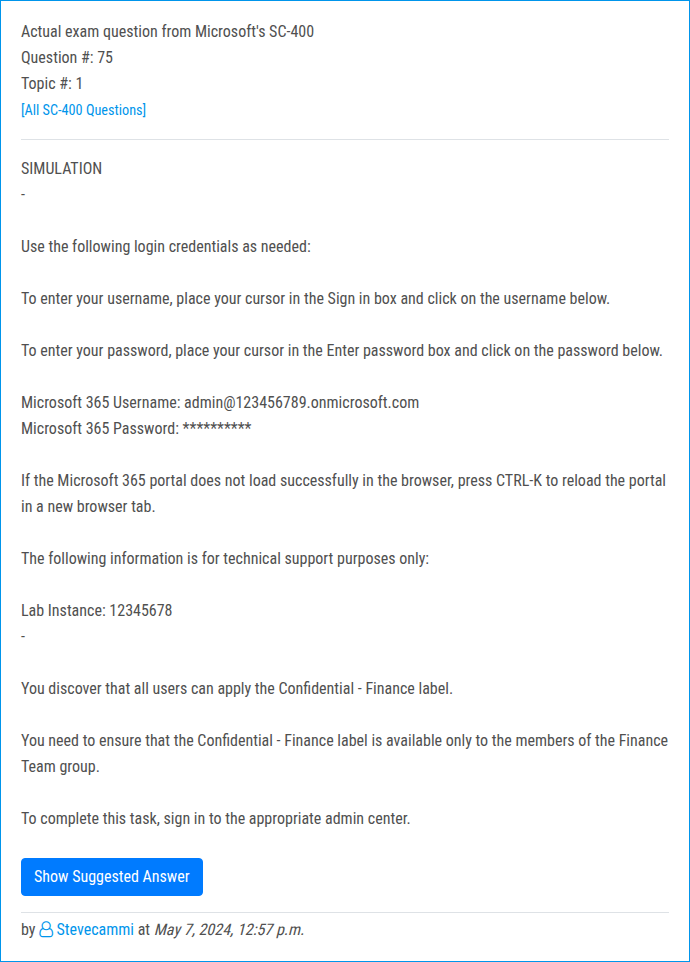 Actual exam question from Microsoft's SC-400
Question #: 75
Topic #: 1
[All SC-400 Questions]
SIMULATION
-
Use the following login credentials as needed:
To enter your username, place your cursor in the Sign in box and click on the username below.
To enter your password, place your cursor in the Enter password box and click on the password below.
Microsoft 365 Username: admin@123456789.onmicrosoft.com
Microsoft 365 Password: **********
If the Microsoft 365 portal does not load successfully in the browser, press CTRL-K to reload the portal
in a new browser tab.
The following information is for technical support purposes only:
Lab Instance: 12345678
-
You discover that all users can apply the Confidential - Finance label.
You need to ensure that the Confidential - Finance label is available only to the members of the Finance
Team group.
To complete this task, sign in to the appropriate admin center.
Show Suggested Answer
by Stevecammi at May 7, 2024, 12:57 p.m.